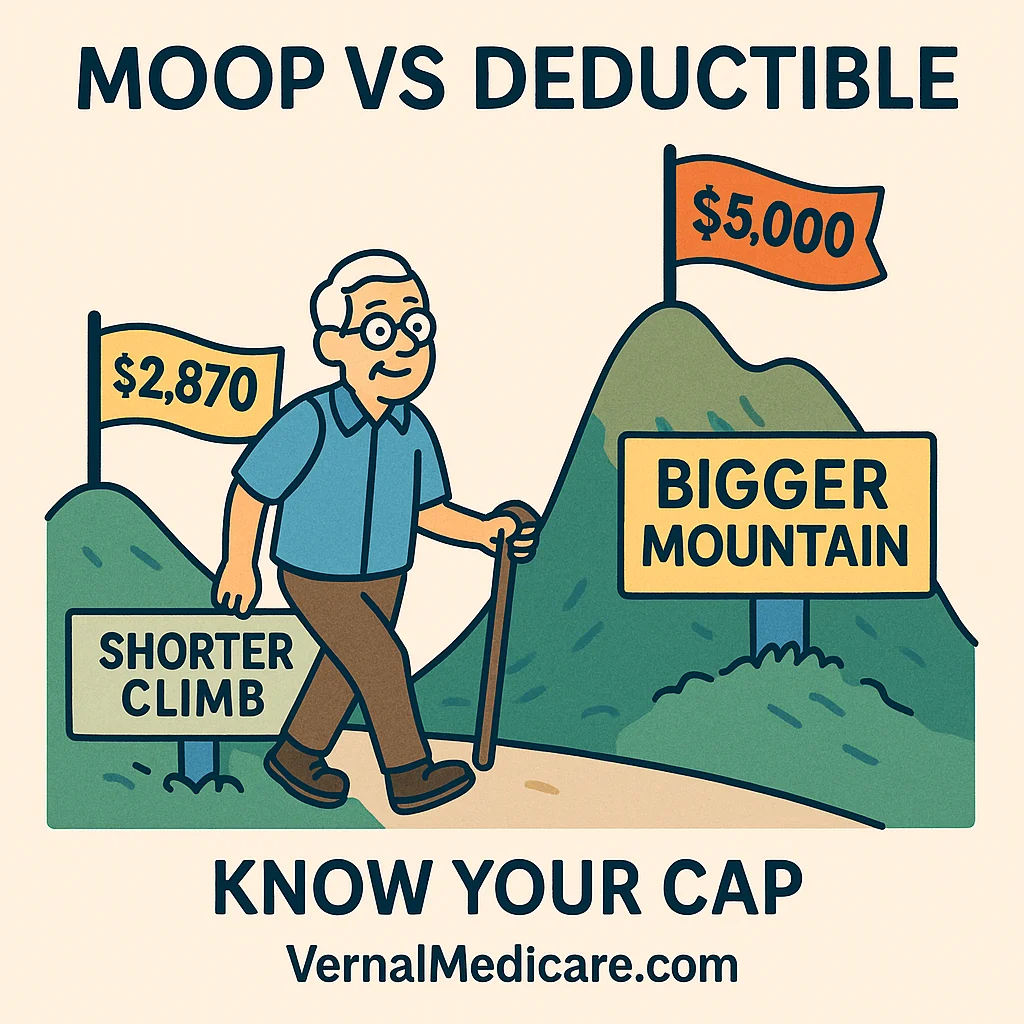 MOOP VS DEDUCTIBLE
$5,000
$2,870
BIGGER
MOUNTAIN
SHORTER
CLIMB
KNOW YOUR CAP
VernalMedicare.com